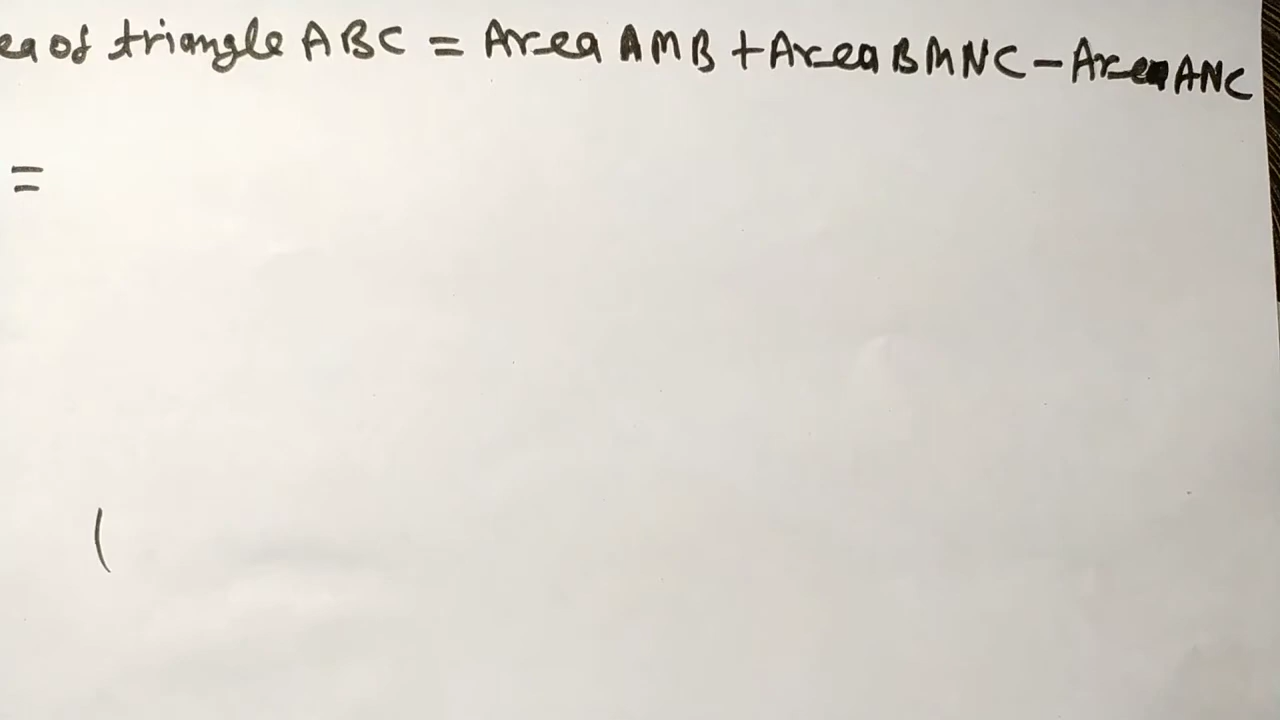 ea of triangle ABC = Area AMB + Area BMNC - Area ANC
=
(